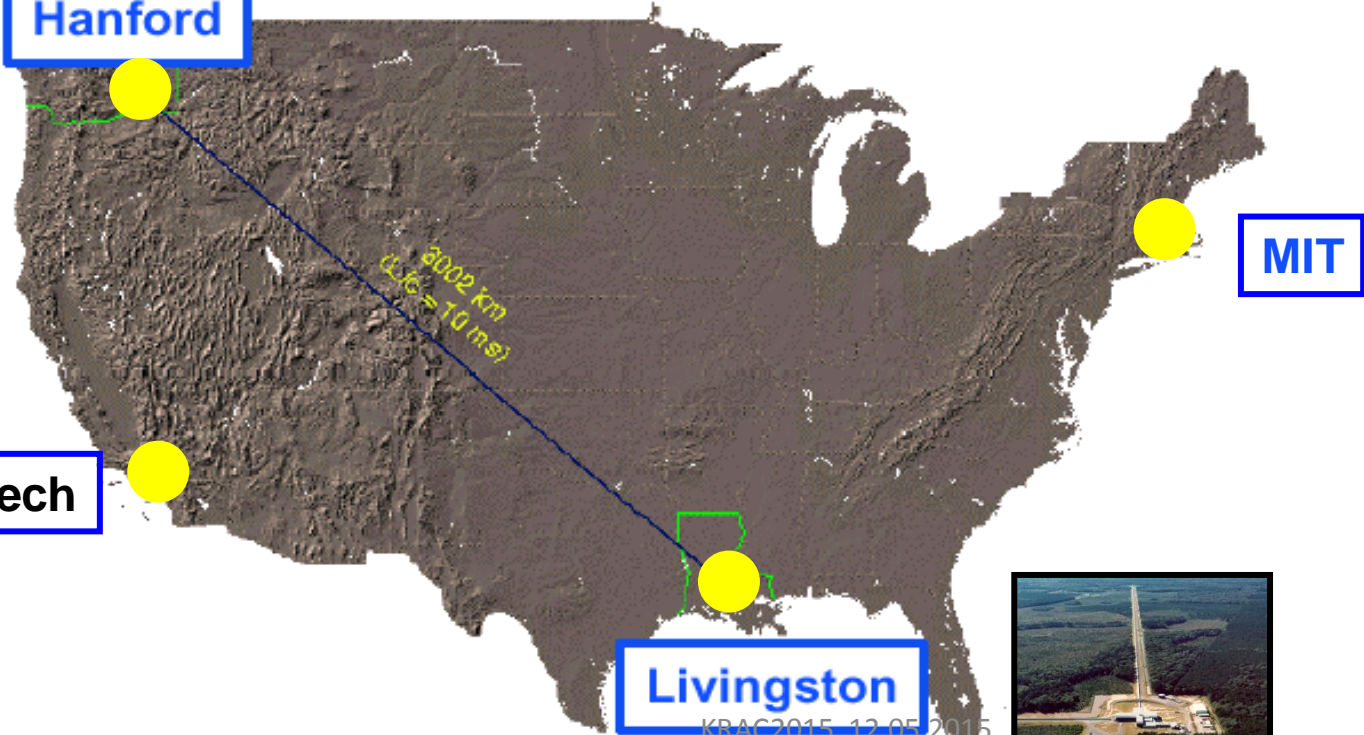 Hanford
3002 km
(L/c = 10 ms)
MIT
ech
Livingston
KRAC2015 12.05.2015